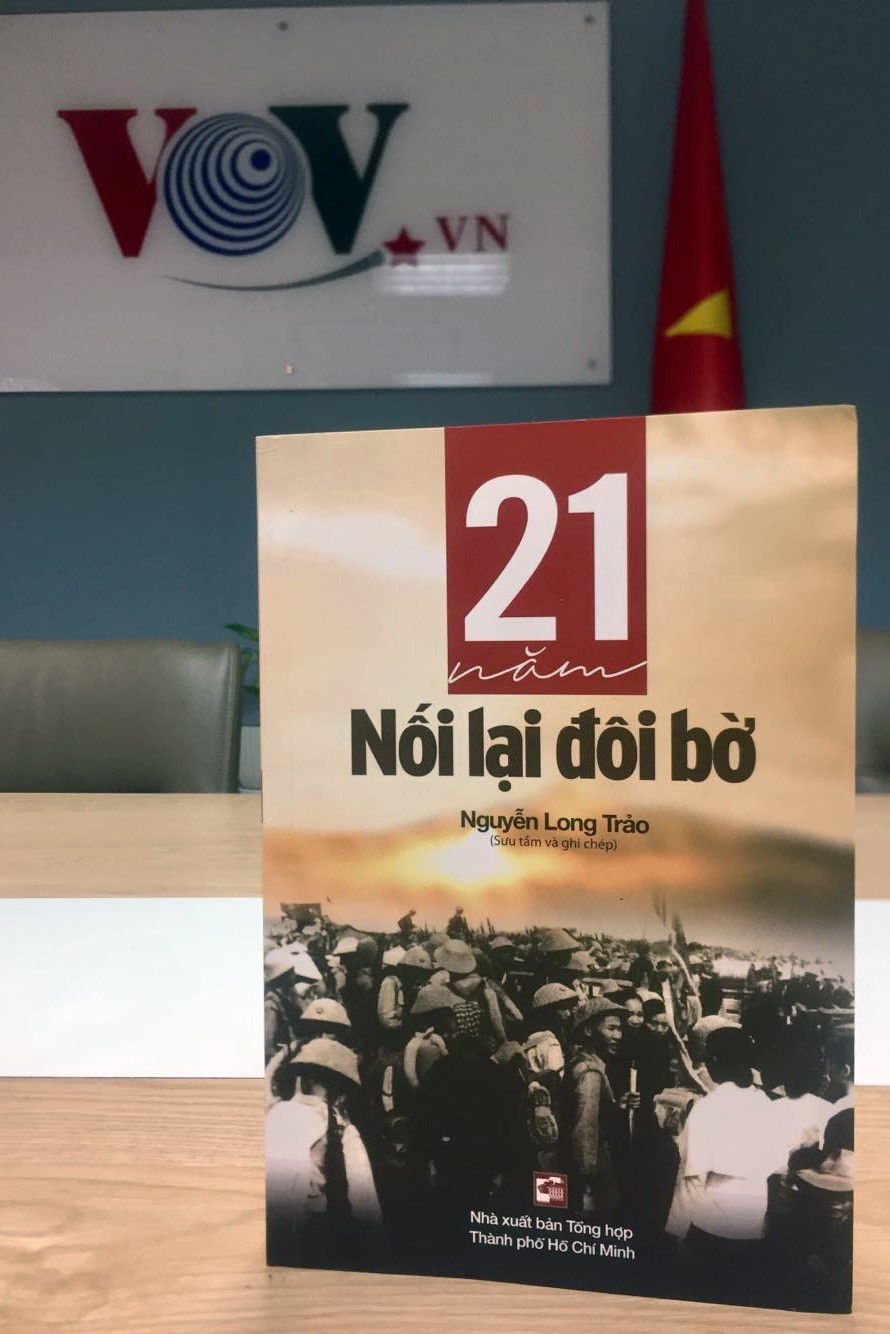 VOV.VN
21
năm
Nối lại đôi bờ
Nguyễn Long Trảo
(Sưu tầm và ghi chép)
Nhà xuất bản Tổng hợp
Thành phố Hồ Chí Minh